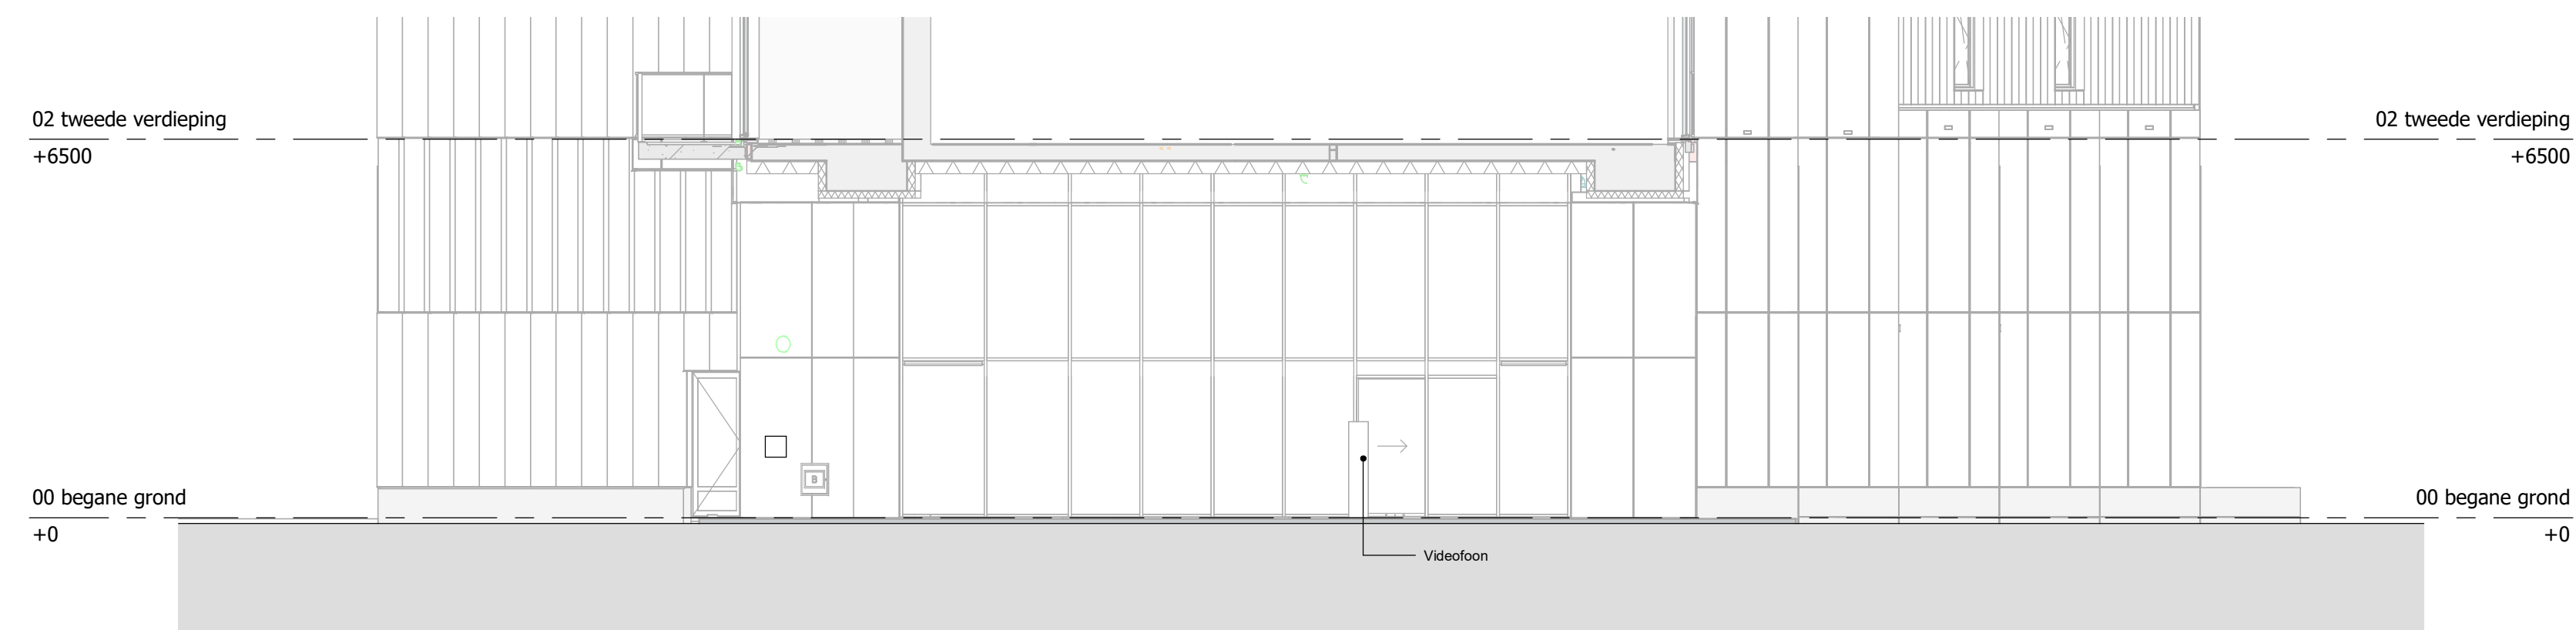 02 tweede verdieping
+6500
02 tweede verdieping
+6500
B
00 begane grond
+0
00 begane grond
+0
Videofoon